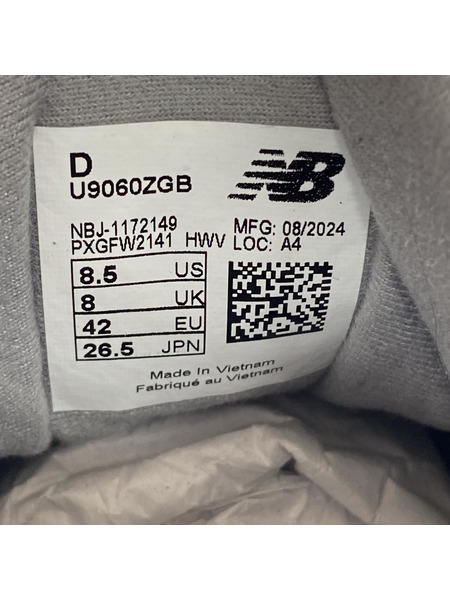 D
U9060ZGB
NB
NBJ-1172149
PXGFW2141 HWV
MFG: 08/2024
LOC: A4
8.5 US
8 UK
42 EU
26.5 JPN
Made In Vietnam
Fabriqué au Vietnam